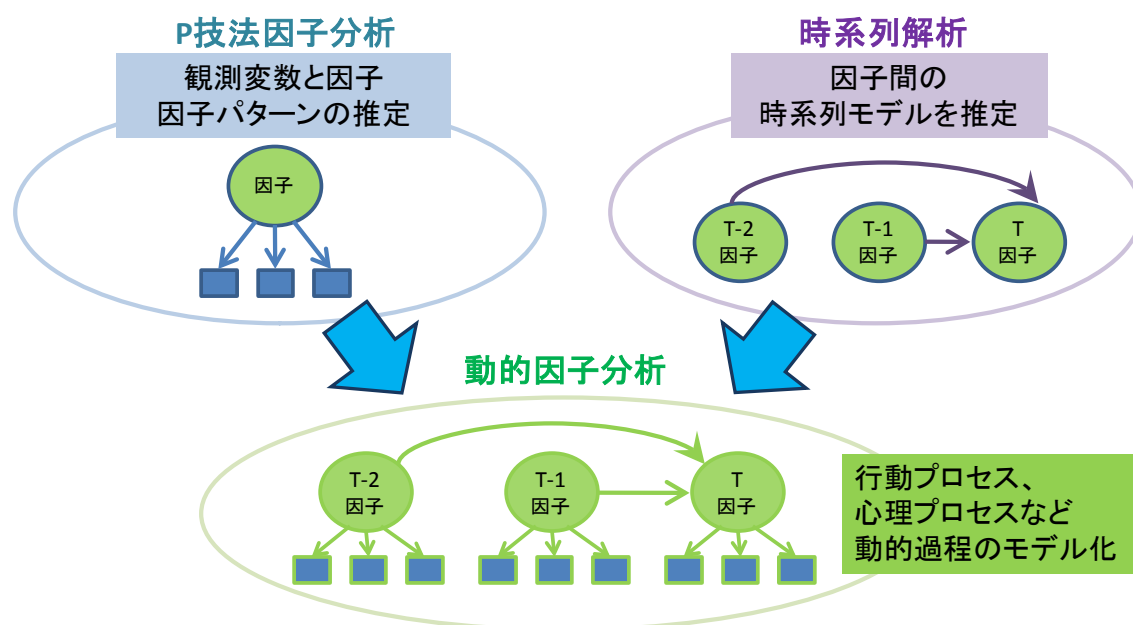 P技法因子分析
観測変数と因子
因子パターンの推定
因子
時系列解析
因子間の
時系列モデルを推定
T-2
因子
T-1
因子
T
因子
動的因子分析
T-2
因子
T-1
因子
T
因子
行動プロセス、
心理プロセスなど
動的過程のモデル化